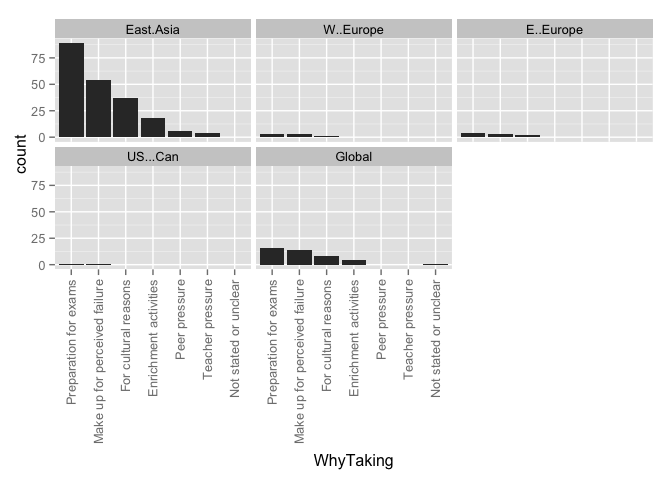 East.Asia
W..Europe
E..Europe
75
50
25
0
count
US...Can
Global
75
50
25
0
Preparation for exams
Make up for perceived failure
For cultural reasons
Enrichment activities
Peer pressure
Teacher pressure
Not stated or unclear
Preparation for exams
Make up for perceived failure
For cultural reasons
Enrichment activities
Peer pressure
Teacher pressure
Not stated or unclear
WhyTaking